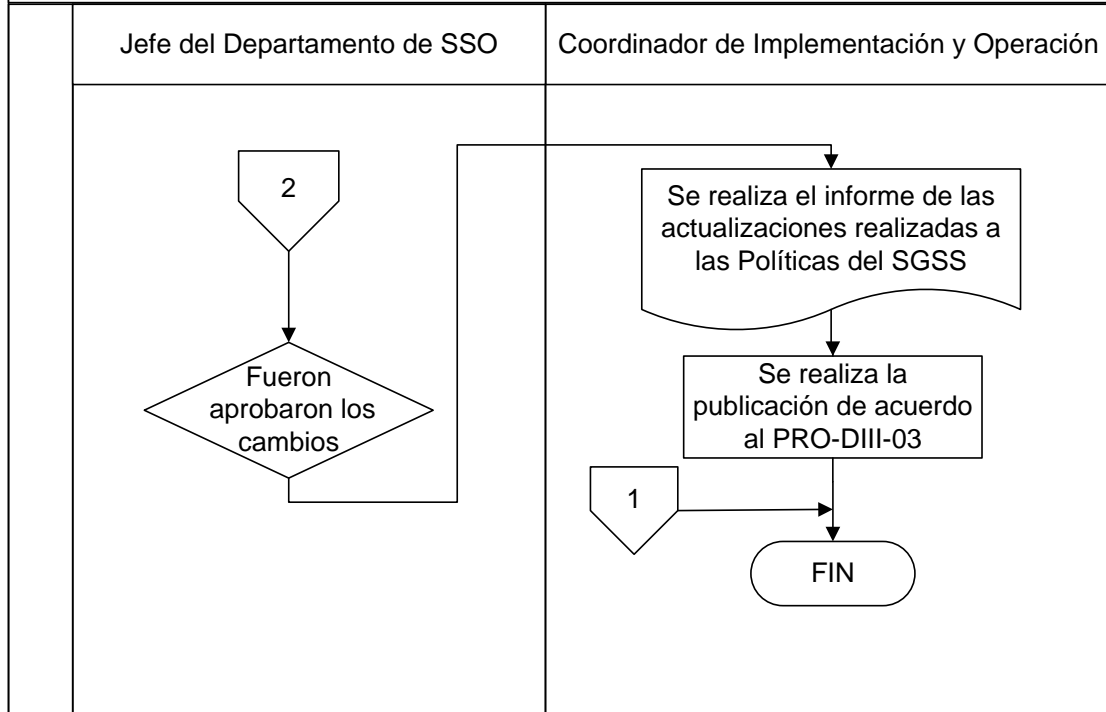 Jefe del Departamento de SSO
Coordinador de Implementación y Operación
2
Fueron
aprobaron los
cambios
Se realiza el informe de las
actualizaciones realizadas a
las Políticas del SGSS
Se realiza la
publicación de acuerdo
al PRO-DIII-03
1
FIN